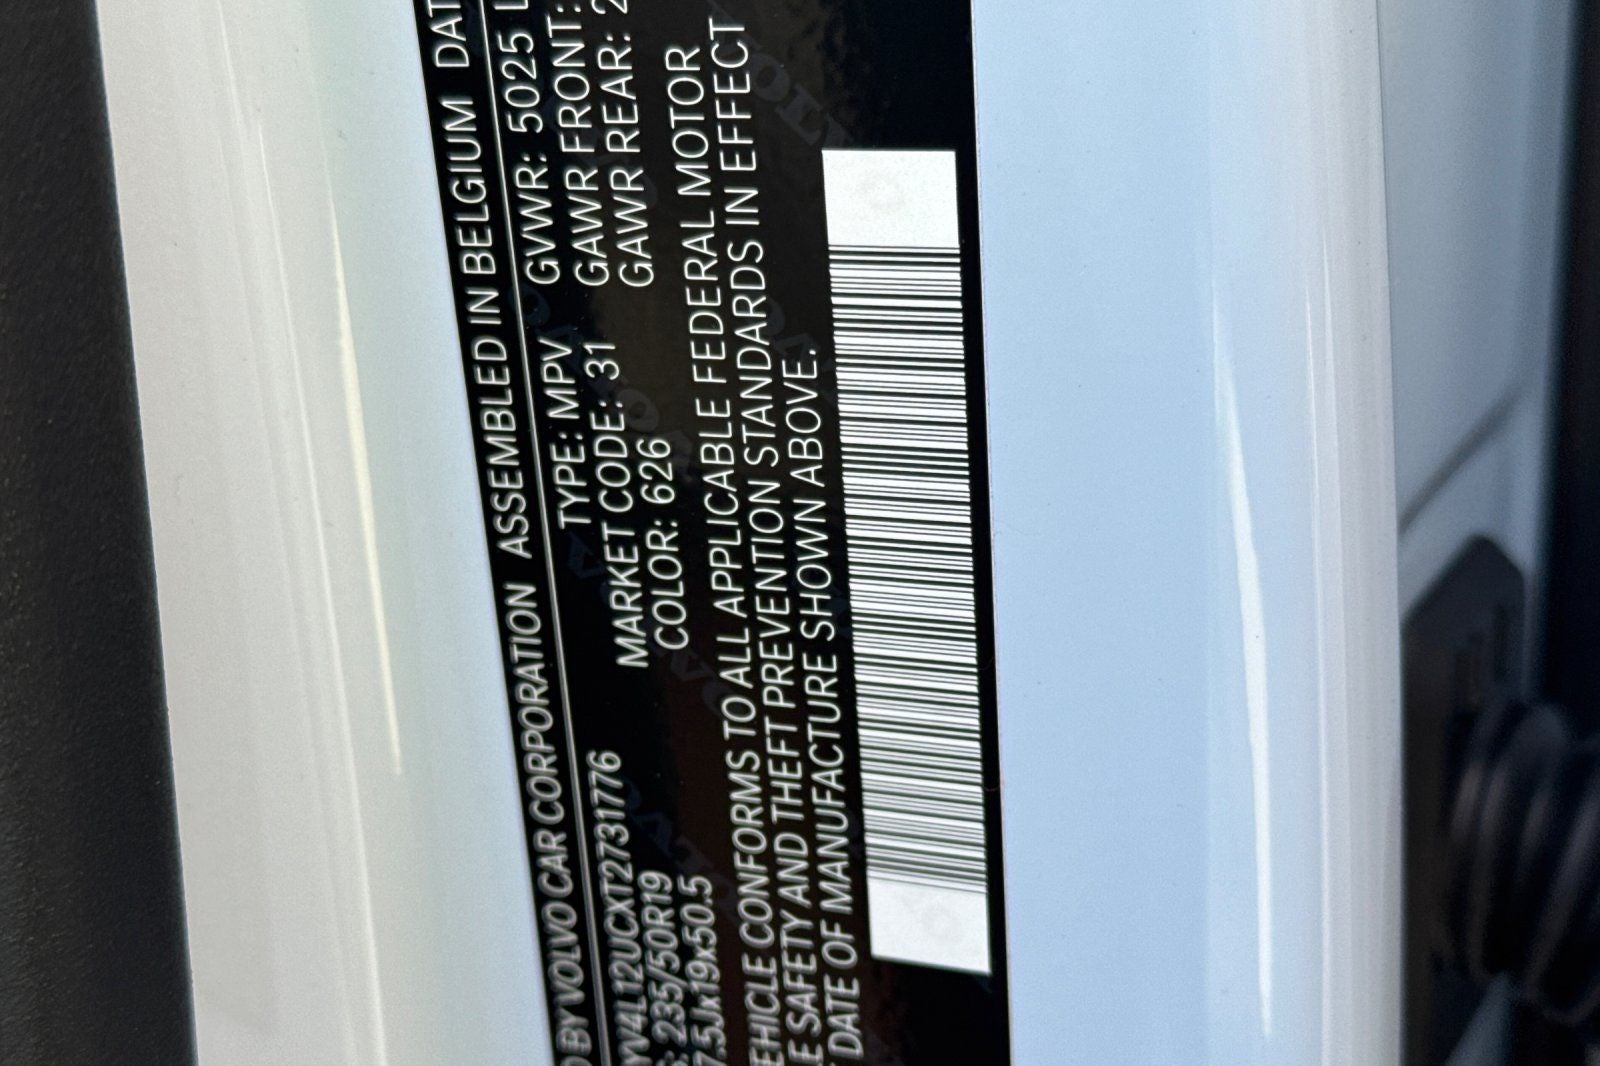 D BY VOLVO CAR CORPORATION ASSEMBLED IN BELGIUM DAT
YV4L12UCXT2731776 TYPE: MPV GVWR: 5025 L
: 235/50R19 MARKET CODE: 31 GAWR FRONT:
7.5Jx19x50.5 COLOR: 626 GAWR REAR: 2
EHICLE CONFORMS TO ALL APPLICABLE FEDERAL MOTOR
LE SAFETY AND THEFT PREVENTION STANDARDS IN EFFECT
DATE OF MANUFACTURE SHOWN ABOVE.